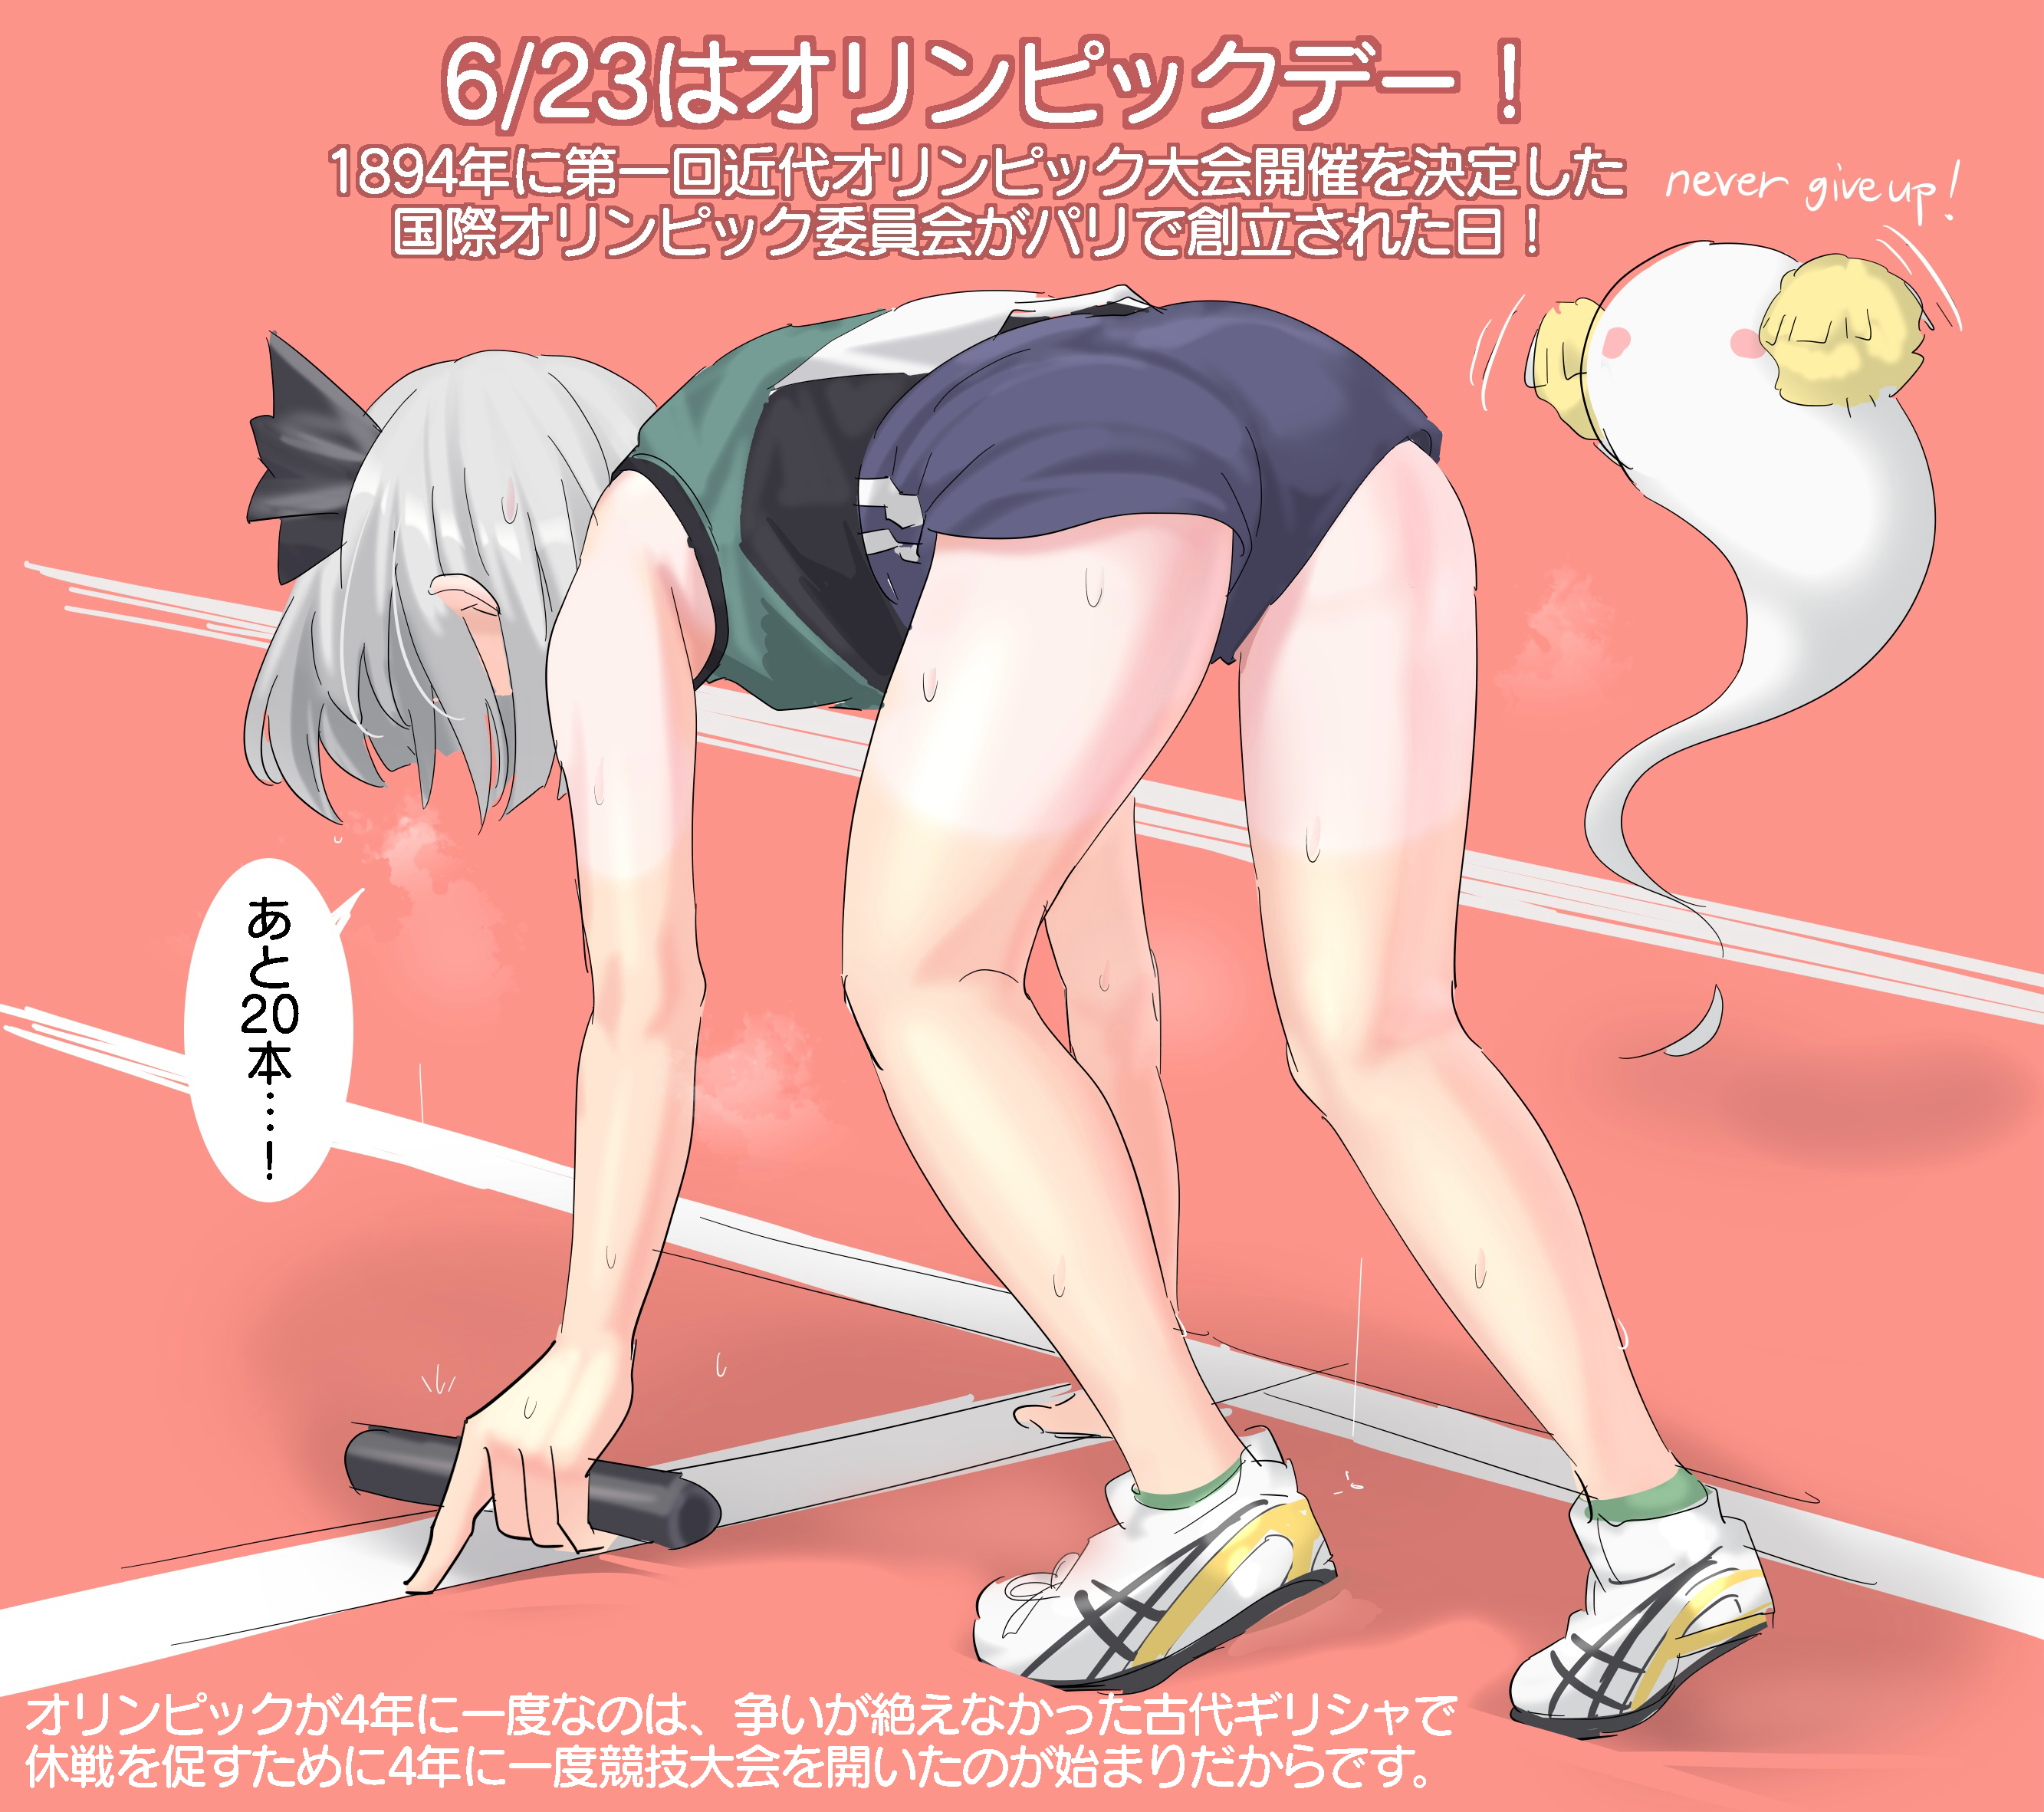 6/23はオリンピックデー！
1894年に第一回近代オリンピック大会開催を決定した
国際オリンピック委員会がパリで創立された日！
never give up!
あと20本……！
オリンピックが4年に一度なのは、争いが絶えなかった古代ギリシャで
休戦を促すために4年に一度競技大会を開いたのが始まりだからです。